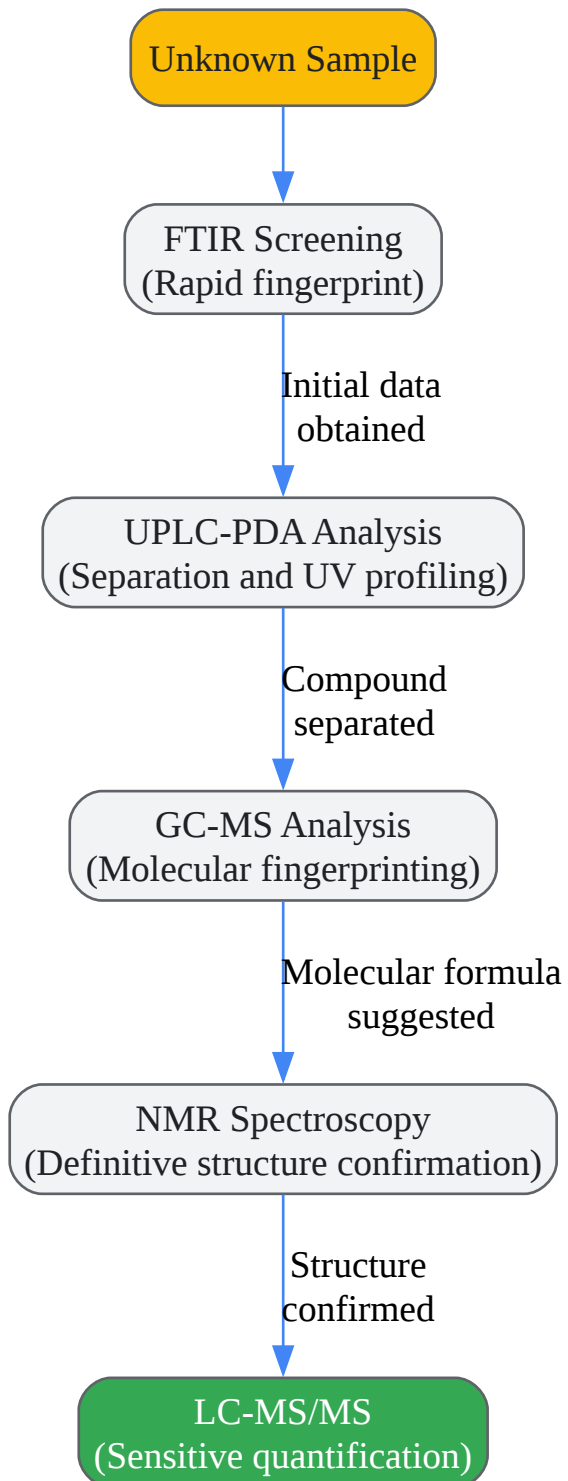 Unknown Sample
FTIR Screening
(Rapid fingerprint)
Initial data
obtained
UPLC-PDA Analysis
(Separation and UV profiling)
Compound
separated
GC-MS Analysis
(Molecular fingerprinting)
Molecular formula
suggested
NMR Spectroscopy
(Definitive structure confirmation)
Structure
confirmed
LC-MS/MS
(Sensitive quantification)